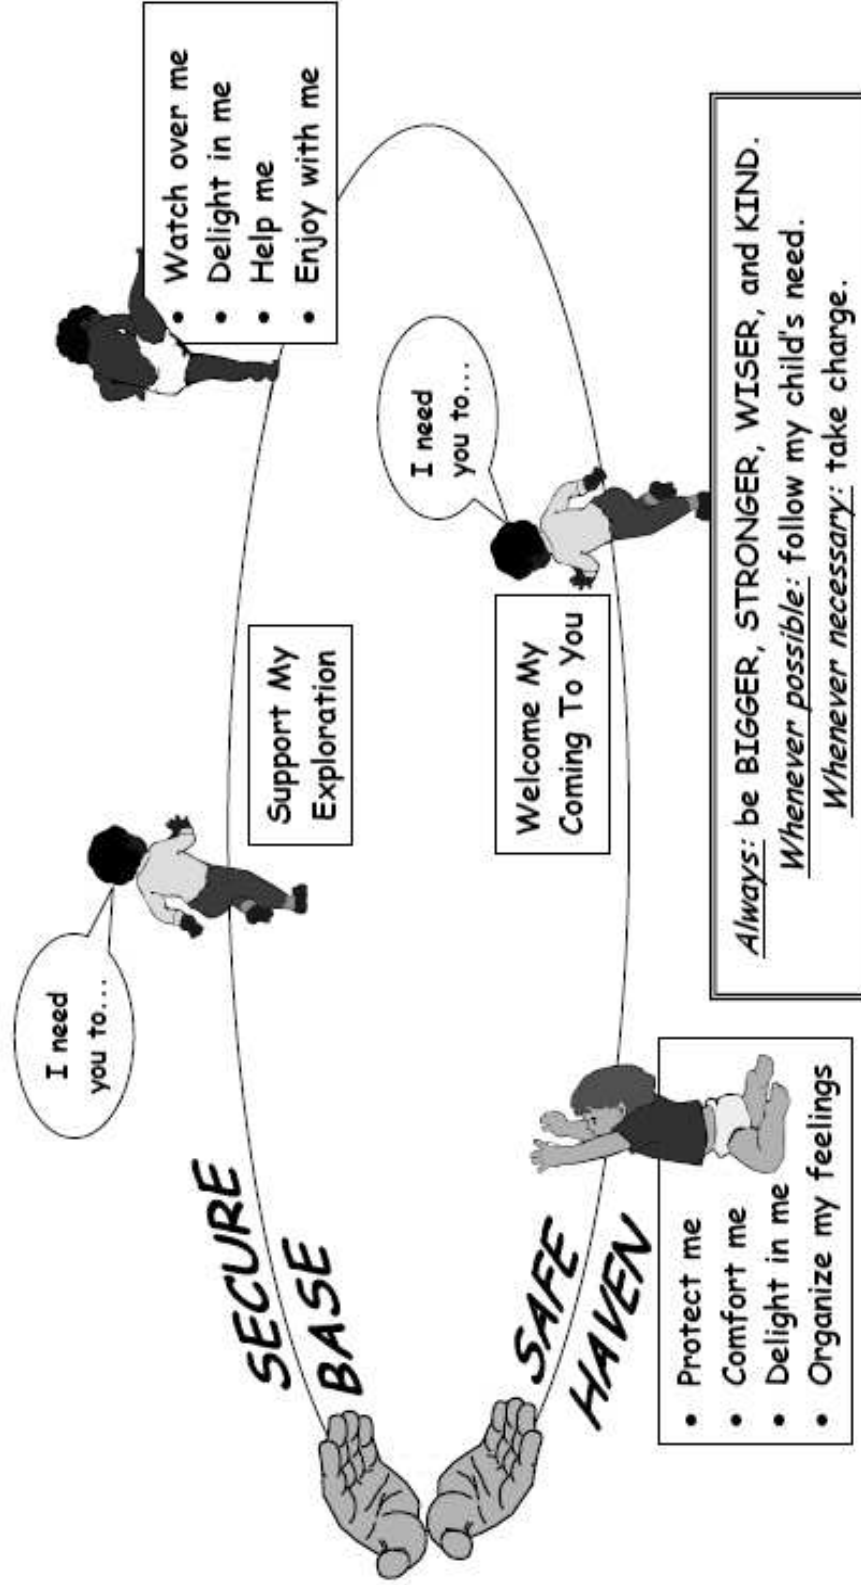 I need
you to...
• Watch over me
• Delight in me
• Help me
• Enjoy with me
SECURE
BASE
Support My
Exploration
I need
you to...
Welcome My
Coming To You
SAFE
HAVEN
• Protect me
• Comfort me
• Delight in me
• Organize my feelings
Always: be BIGGER, STRONGER, WISER, and KIND.
Whenever possible: follow my child's need.
Whenever necessary: take charge.